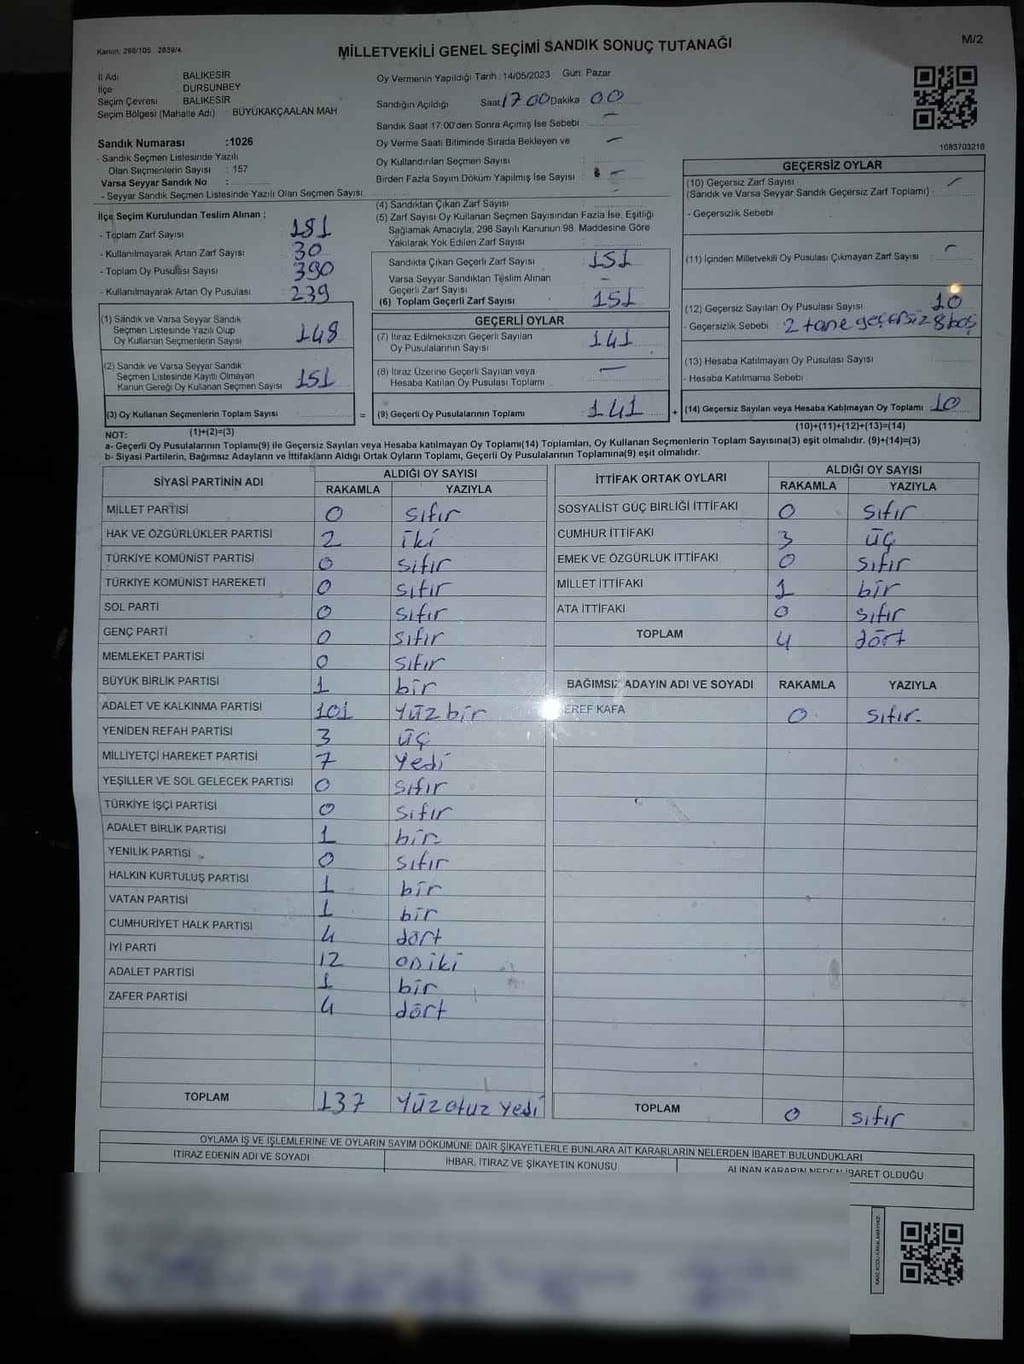 Kanun: 298/105 2839/4
MİLLETVEKİLİ GENEL SEÇİMİ SANDIK SONUÇ TUTANAĞI
M/2
İl Adı BALIKESİR
İlçe DURSUNBEY
Seçim Çevresi BALIKESİR
Seçim Bölgesi (Mahalle Adı) BÜYÜKAKÇAALAN MAH
Sandık Numarası :1026
- Sandık Seçmen Listesinde Yazılı
Olan Seçmenlerin Sayısı : 157
Varsa Seyyar Sandık No :
- Seyyar Sandık Seçmen Listesinde Yazılı Olan Seçmen Sayısı
İlçe Seçim Kurulundan Teslim Alınan :
- Toplam Zarf Sayısı 181
- Kullanılmayarak Artan Zarf Sayısı 30
- Toplam Oy Pusulası Sayısı 390
- Kullanılmayarak Artan Oy Pusulası 239
(1) Sandık ve Varsa Seyyar Sandık
Seçmen Listesinde Yazılı Olup
Oy Kullanan Seçmenlerin Sayısı 148
(2) Sandık ve Varsa Seyyar Sandık
Seçmen Listesinde Kayıtlı Olmayan
Kanun Gereği Oy Kullanan Seçmen Sayısı 151
(3) Oy Kullanan Seçmenlerin Toplam Sayısı =
(1)+(2)=(3)
Oy Vermenin Yapıldığı Tarih : 14/05/2023 Gün: Pazar
Sandığın Açıldığı Saat 17 00 Dakika 00
Sandık Saat 17:00'den Sonra Açılmış İse Sebebi —
Oy Verme Saati Bitiminde Sırada Bekleyen ve
Oy Kullandırılan Seçmen Sayısı —
Birden Fazla Sayım Döküm Yapılmış İse Sayısı —
(4) Sandıktan Çıkan Zarf Sayısı
(5) Zarf Sayısı Oy Kullanan Seçmen Sayısından Fazla İse, Eşitliği
Sağlamak Amacıyla, 298 Sayılı Kanunun 98. Maddesine Göre
Yakılarak Yok Edilen Zarf Sayısı
Sandıkta Çıkan Geçerli Zarf Sayısı 151
Varsa Seyyar Sandıktan Teslim Alınan
Geçerli Zarf Sayısı —
(6) Toplam Geçerli Zarf Sayısı 151
GEÇERLİ OYLAR
(7) İtiraz Edilmeksizin Geçerli Sayılan
Oy Pusulalarının Sayısı 141
(8) İtiraz Üzerine Geçerli Sayılan veya
Hesaba Katılan Oy Pusulası Toplamı —
(9) Geçerli Oy Pusulalarının Toplamı 141 +
1083703210
GEÇERSİZ OYLAR
(10) Geçersiz Zarf Sayısı —
(Sandık ve Varsa Seyyar Sandık Geçersiz Zarf Toplamı)
- Geçersizlik Sebebi
(11) İçinden Milletvekili Oy Pusulası Çıkmayan Zarf Sayısı —
(12) Geçersiz Sayılan Oy Pusulası Sayısı 10
- Geçersizlik Sebebi 2 tane geçersiz 8 boş
(13) Hesaba Katılmayan Oy Pusulası Sayısı
- Hesaba Katılmama Sebebi
(14) Geçersiz Sayılan veya Hesaba Katılmayan Oy Toplamı 10
(10)+(11)+(12)+(13)=(14)
NOT:
a- Geçerli Oy Pusulalarının Toplamı(9) ile Geçersiz Sayılan veya Hesaba katılmayan Oy Toplamı(14) Toplamları, Oy Kullanan Seçmenlerin Toplam Sayısına(3) eşit olmalıdır. (9)+(14)=(3)
b- Siyasi Partilerin, Bağımsız Adayların ve İttifakların Aldığı Ortak Oyların Toplamı, Geçerli Oy Pusulalarının Toplamına(9) eşit olmalıdır.
SİYASİ PARTİNİN ADI ALDIĞI OY SAYISI
RAKAMLA YAZIYLA
MİLLET PARTİSİ 0 sıfır
HAK VE ÖZGÜRLÜKLER PARTİSİ 2 iki
TÜRKİYE KOMÜNİST PARTİSİ 0 sıfır
TÜRKİYE KOMÜNİST HAREKETİ 0 sıfır
SOL PARTİ 0 sıfır
GENÇ PARTİ 0 sıfır
MEMLEKET PARTİSİ 0 sıfır
BÜYÜK BİRLİK PARTİSİ 1 bir
ADALET VE KALKINMA PARTİSİ 101 Yüz bir
YENİDEN REFAH PARTİSİ 3 üç
MİLLİYETÇİ HAREKET PARTİSİ 7 Yedi
YEŞİLLER VE SOL GELECEK PARTİSİ 0 sıfır
TÜRKİYE İŞÇİ PARTİSİ 0 sıfır
ADALET BİRLİK PARTİSİ 1 bir
YENİLİK PARTİSİ 0 sıfır
HALKIN KURTULUŞ PARTİSİ 1 bir
VATAN PARTİSİ 1 bir
CUMHURİYET HALK PARTİSİ 4 dört
İYİ PARTİ 12 oniki
ADALET PARTİSİ 1 bir
ZAFER PARTİSİ 4 dört
TOPLAM 137 Yüz otuz Yedi
İTTİFAK ORTAK OYLARI ALDIĞI OY SAYISI
RAKAMLA YAZIYLA
SOSYALİST GÜÇ BİRLİĞİ İTTİFAKI 0 sıfır
CUMHUR İTTİFAKI 3 üç
EMEK VE ÖZGÜRLÜK İTTİFAKI 0 sıfır
MİLLET İTTİFAKI 1 bir
ATA İTTİFAKI 0 sıfır
TOPLAM 4 dört
BAĞIMSIZ ADAYIN ADI VE SOYADI RAKAMLA YAZIYLA
EREF KAFA 0 sıfır
TOPLAM 0 sıfır
OYLAMA İŞ VE İŞLEMLERİNE VE OYLARIN SAYIM DÖKÜMÜNE DAİR ŞİKAYETLERLE BUNLARA AİT KARARLARIN NELERDEN İBARET BULUNDUKLARI
İTİRAZ EDENİN ADI VE SOYADI
İHBAR, İTİRAZ VE ŞİKAYETİN KONUSU
ALINAN KARARIN NEDEN İBARET OLDUĞU